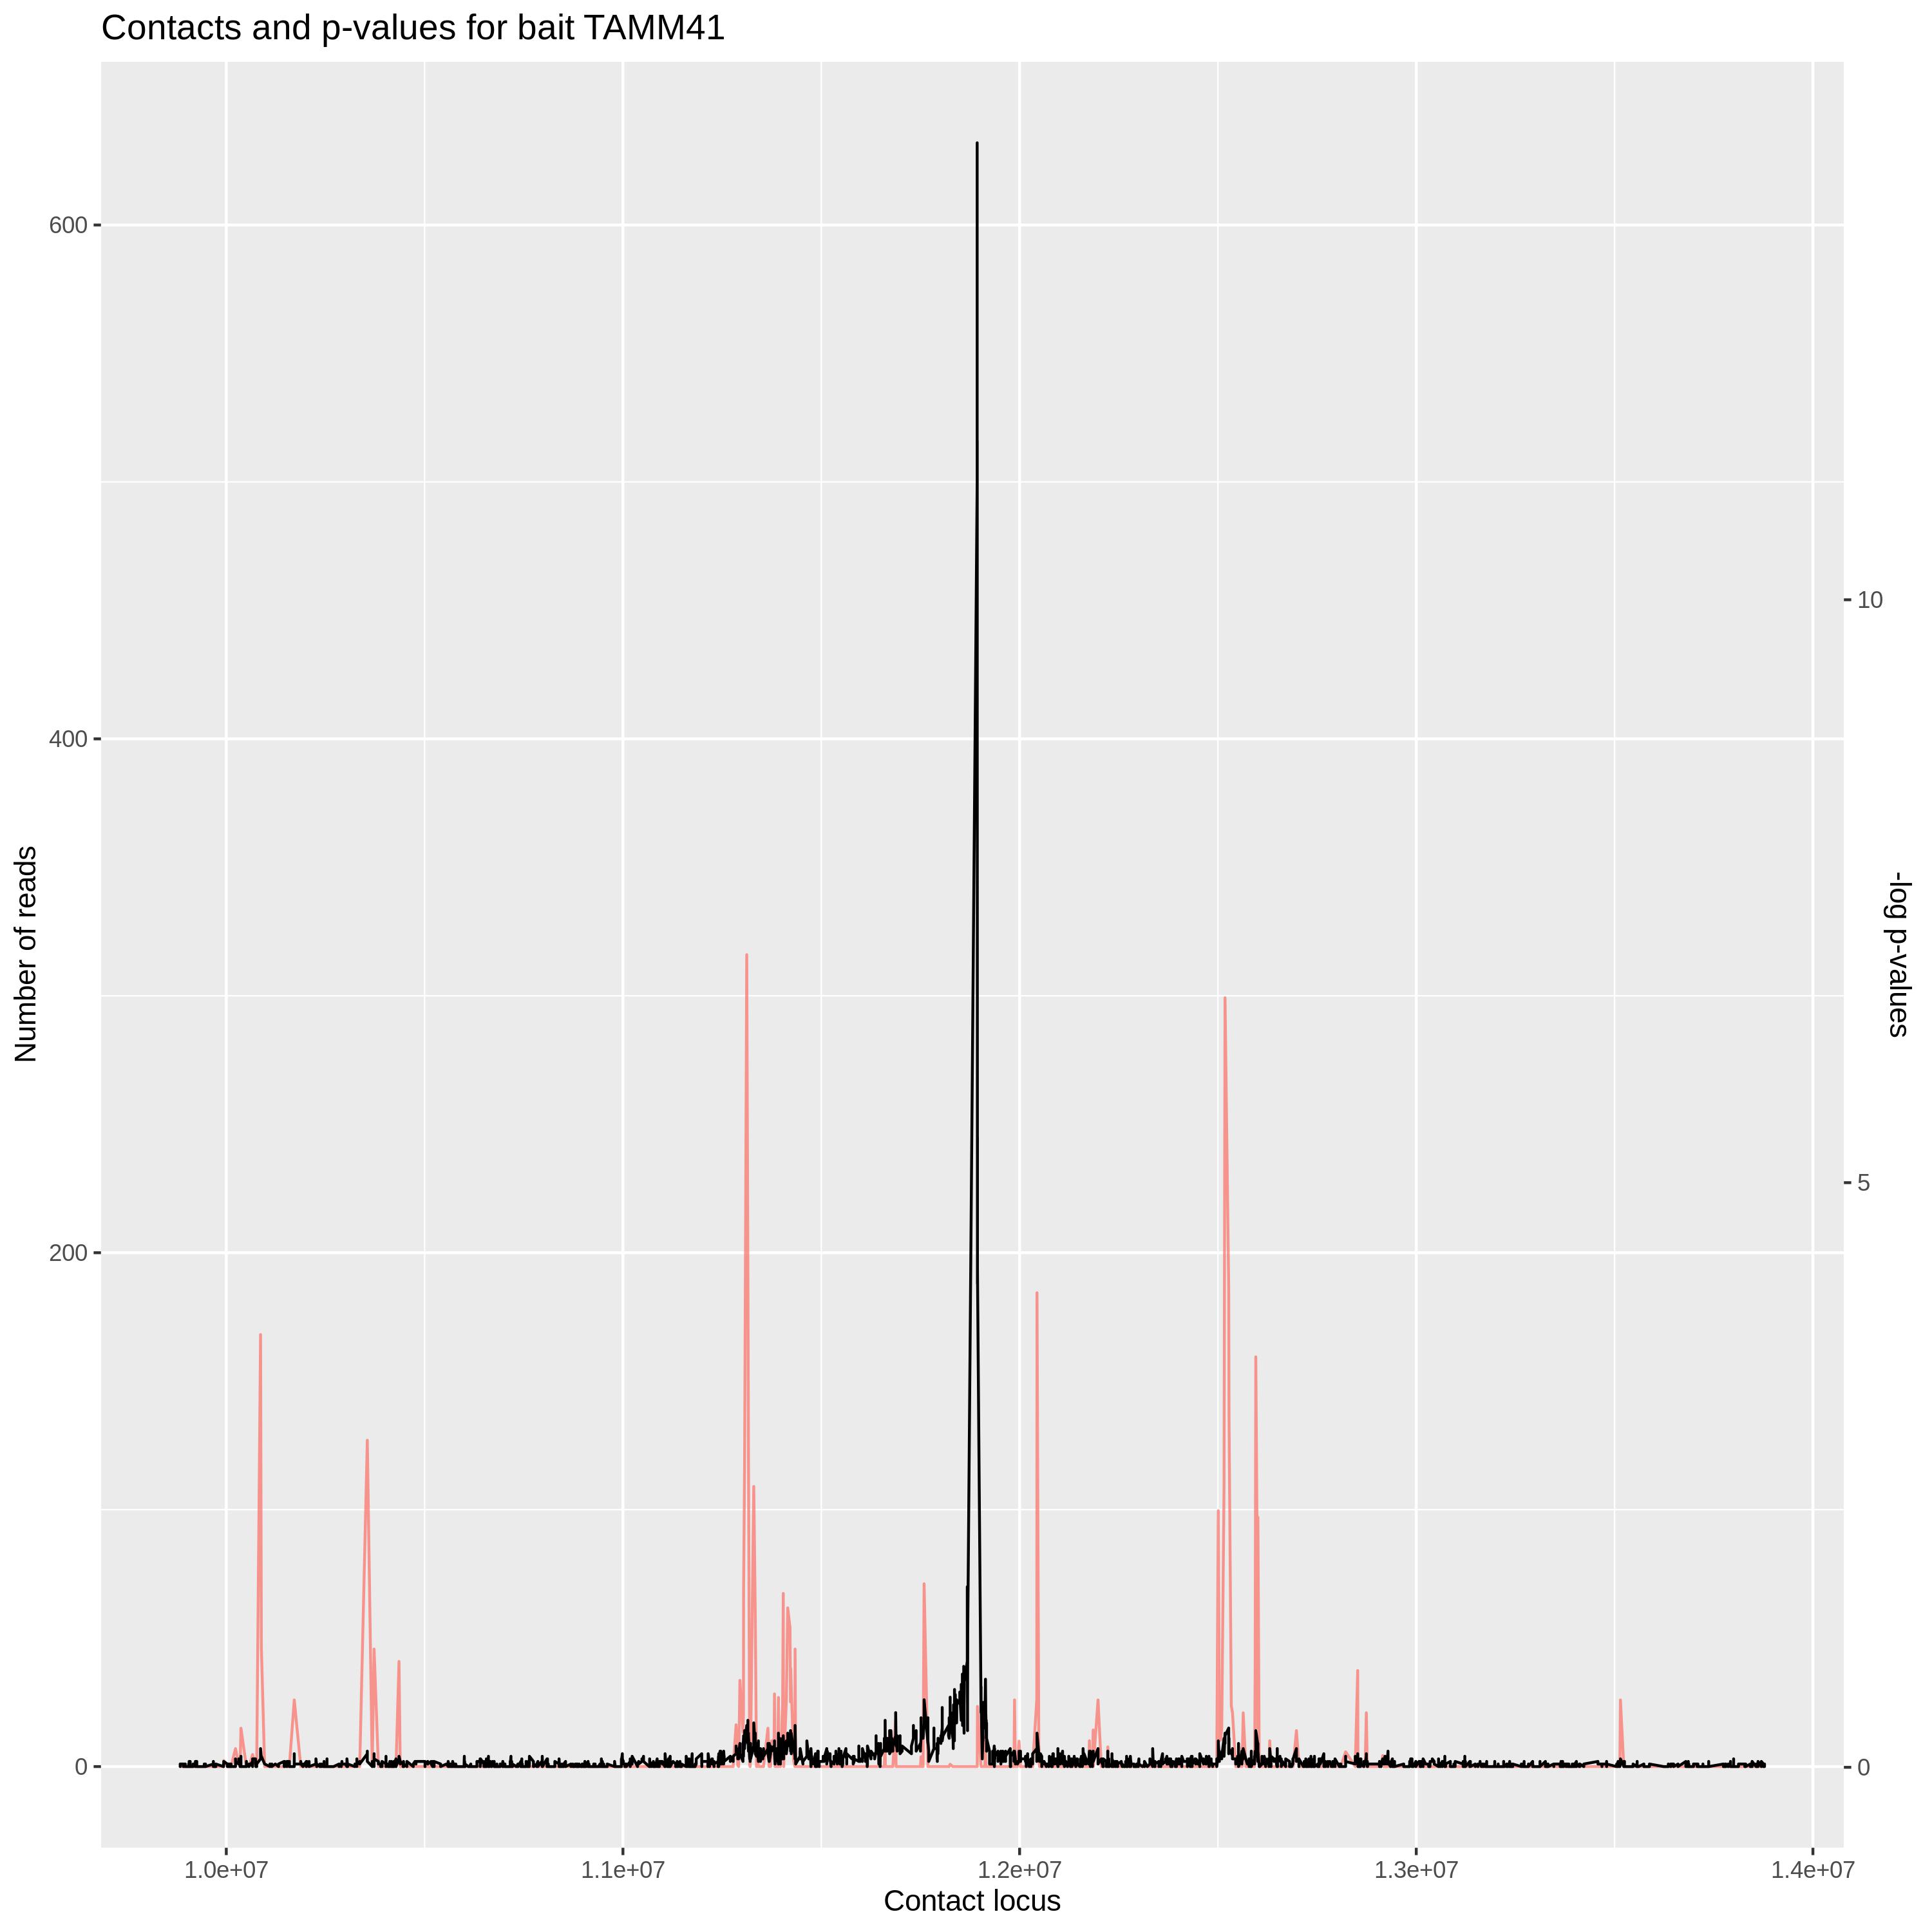 Contacts and p-values for bait TAMM41
600
400
200
0
Number of reads
10
5
0
-log p-values
1.0e+07
1.1e+07
1.2e+07
1.3e+07
1.4e+07
Contact locus